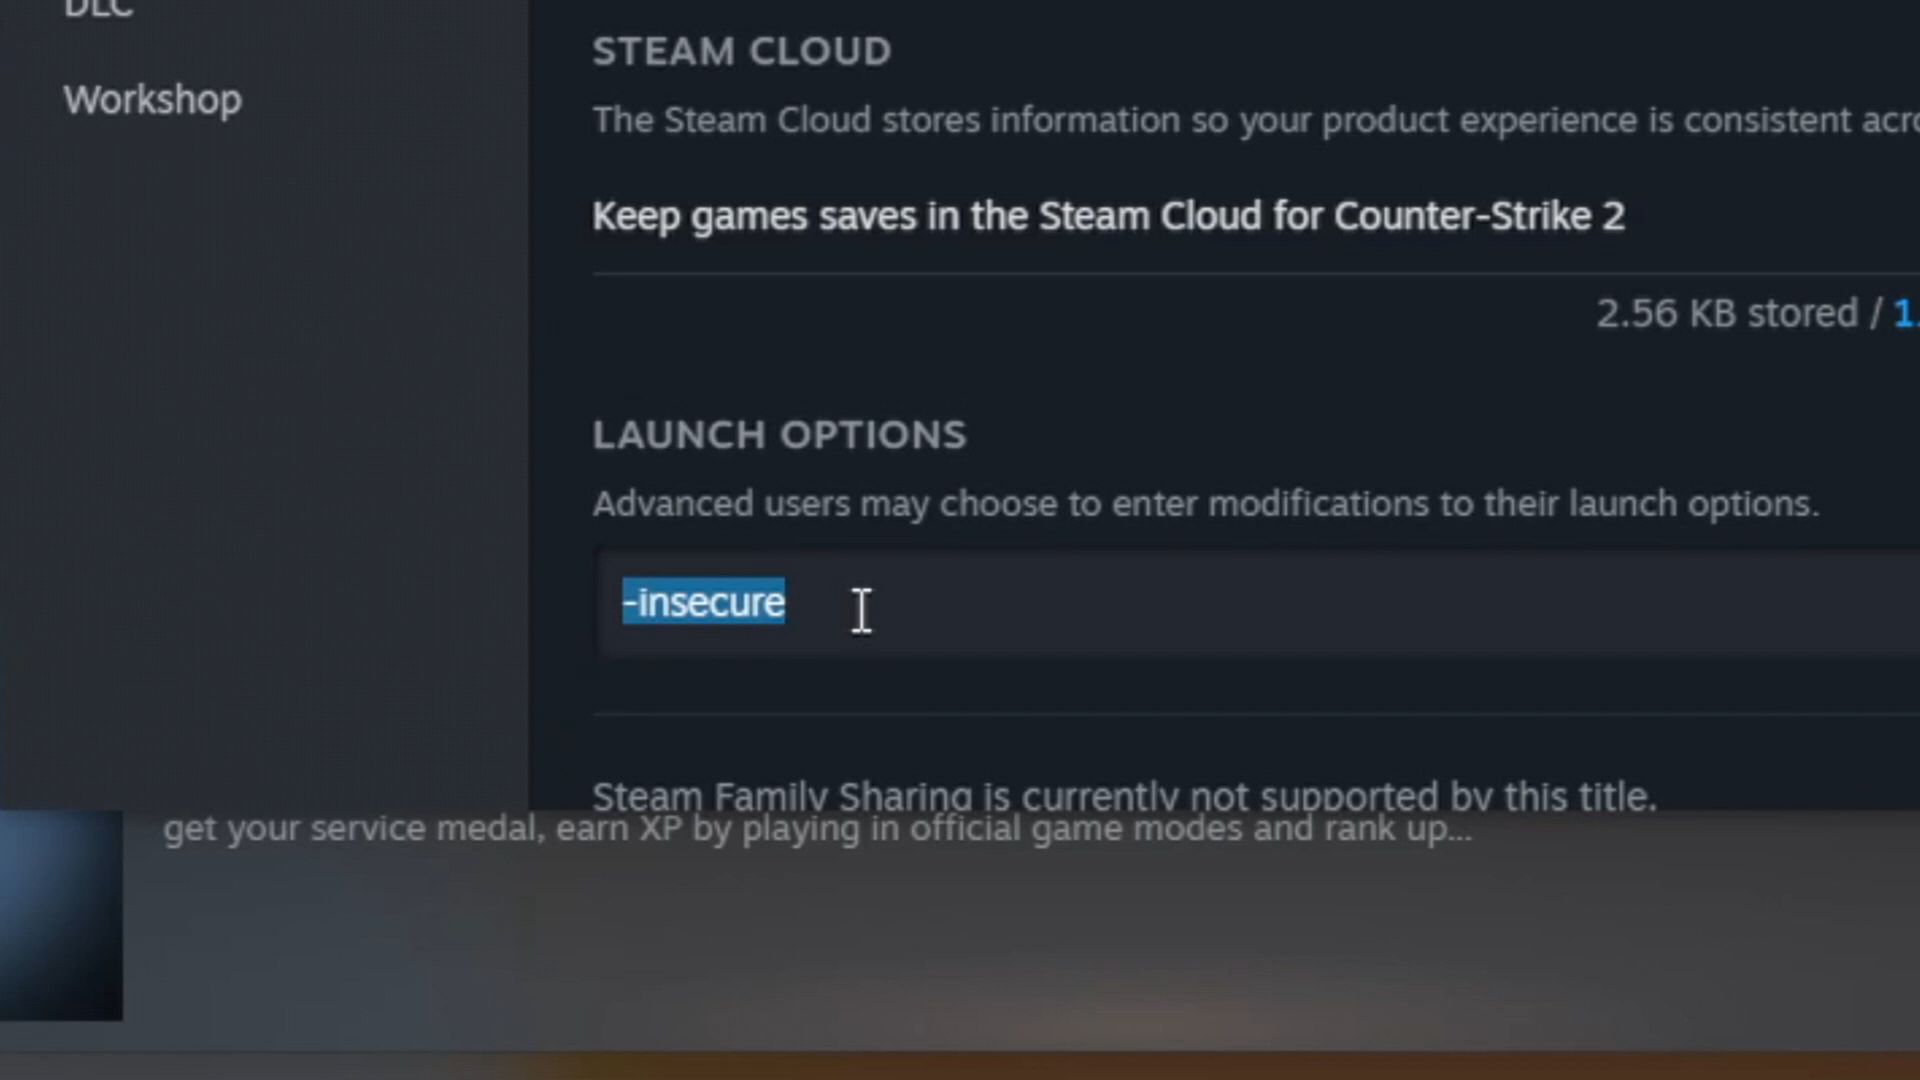 DLC
Workshop
STEAM CLOUD
The Steam Cloud stores information so your product experience is consistent
Keep games saves in the Steam Cloud for Counter-Strike 2
2.56 KB stored / 1.
LAUNCH OPTIONS
Advanced users may choose to enter modifications to their launch options.
-insecure
Steam Family Sharing is currently not supported by this title.
get your service medal, earn XP by playing in official game modes and rank up...